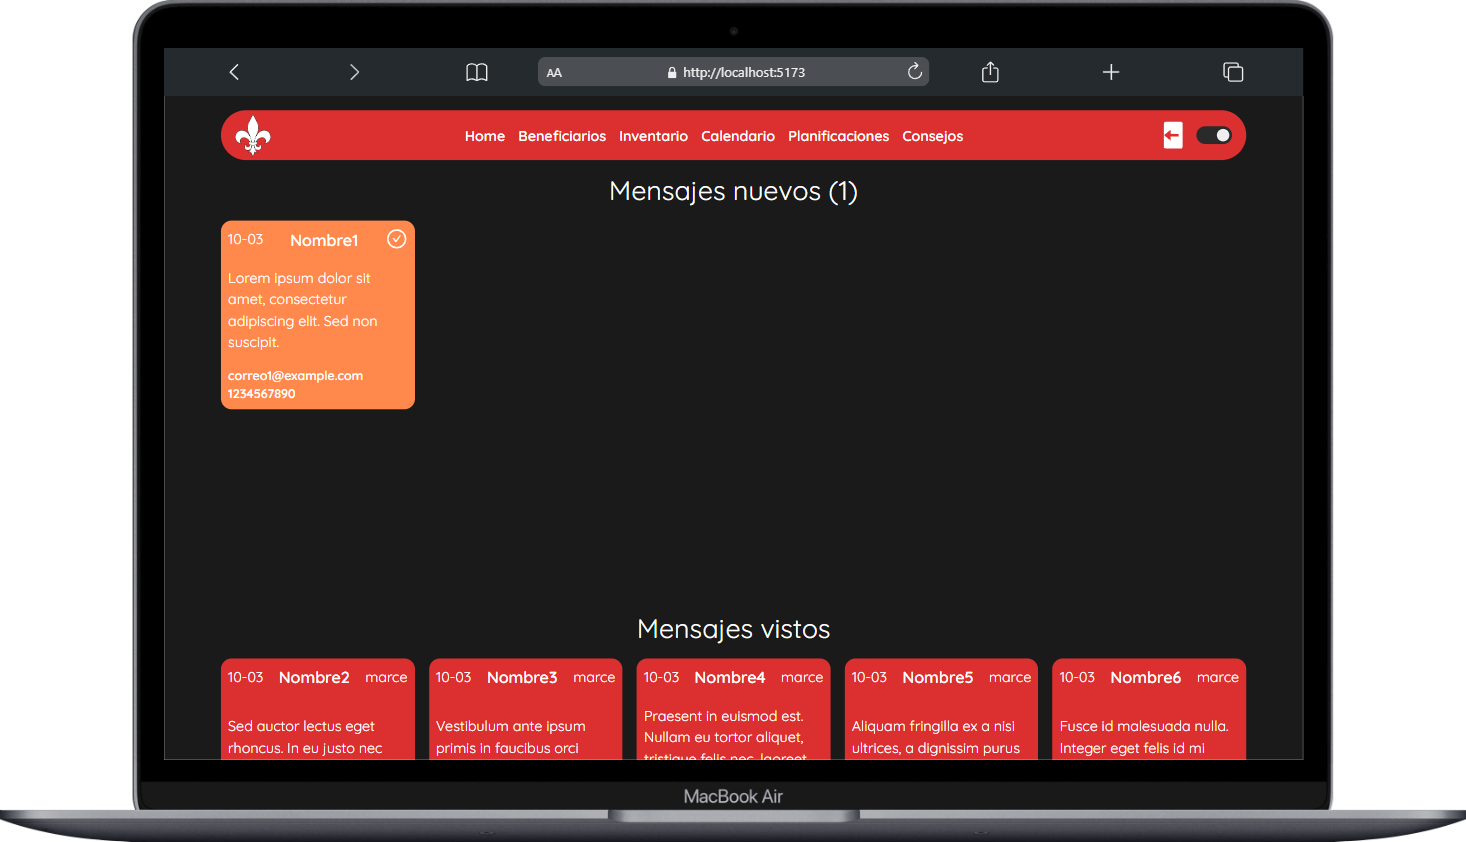 AA
http://localhost:5173
Home Beneficiarios Inventario Calendario Planificaciones Consejos
Mensajes nuevos (1)
10-03 Nombre1
Lorem ipsum dolor sit
amet, consectetur
adipiscing elit. Sed non
suscipit.
correo1@example.com
1234567890
Mensajes vistos
10-03 Nombre2 marce
Sed auctor lectus eget
rhoncus. In eu justo nec
10-03 Nombre3 marce
Vestibulum ante ipsum
primis in faucibus orci
10-03 Nombre4 marce
Praesent in euismod est.
Nullam eu tortor aliquet,
tristique felis nec, laoreet
10-03 Nombre5 marce
Aliquam fringilla ex a nisi
ultrices, a dignissim purus
10-03 Nombre6 marce
Fusce id malesuada nulla.
Integer eget felis id mi
MacBook Air